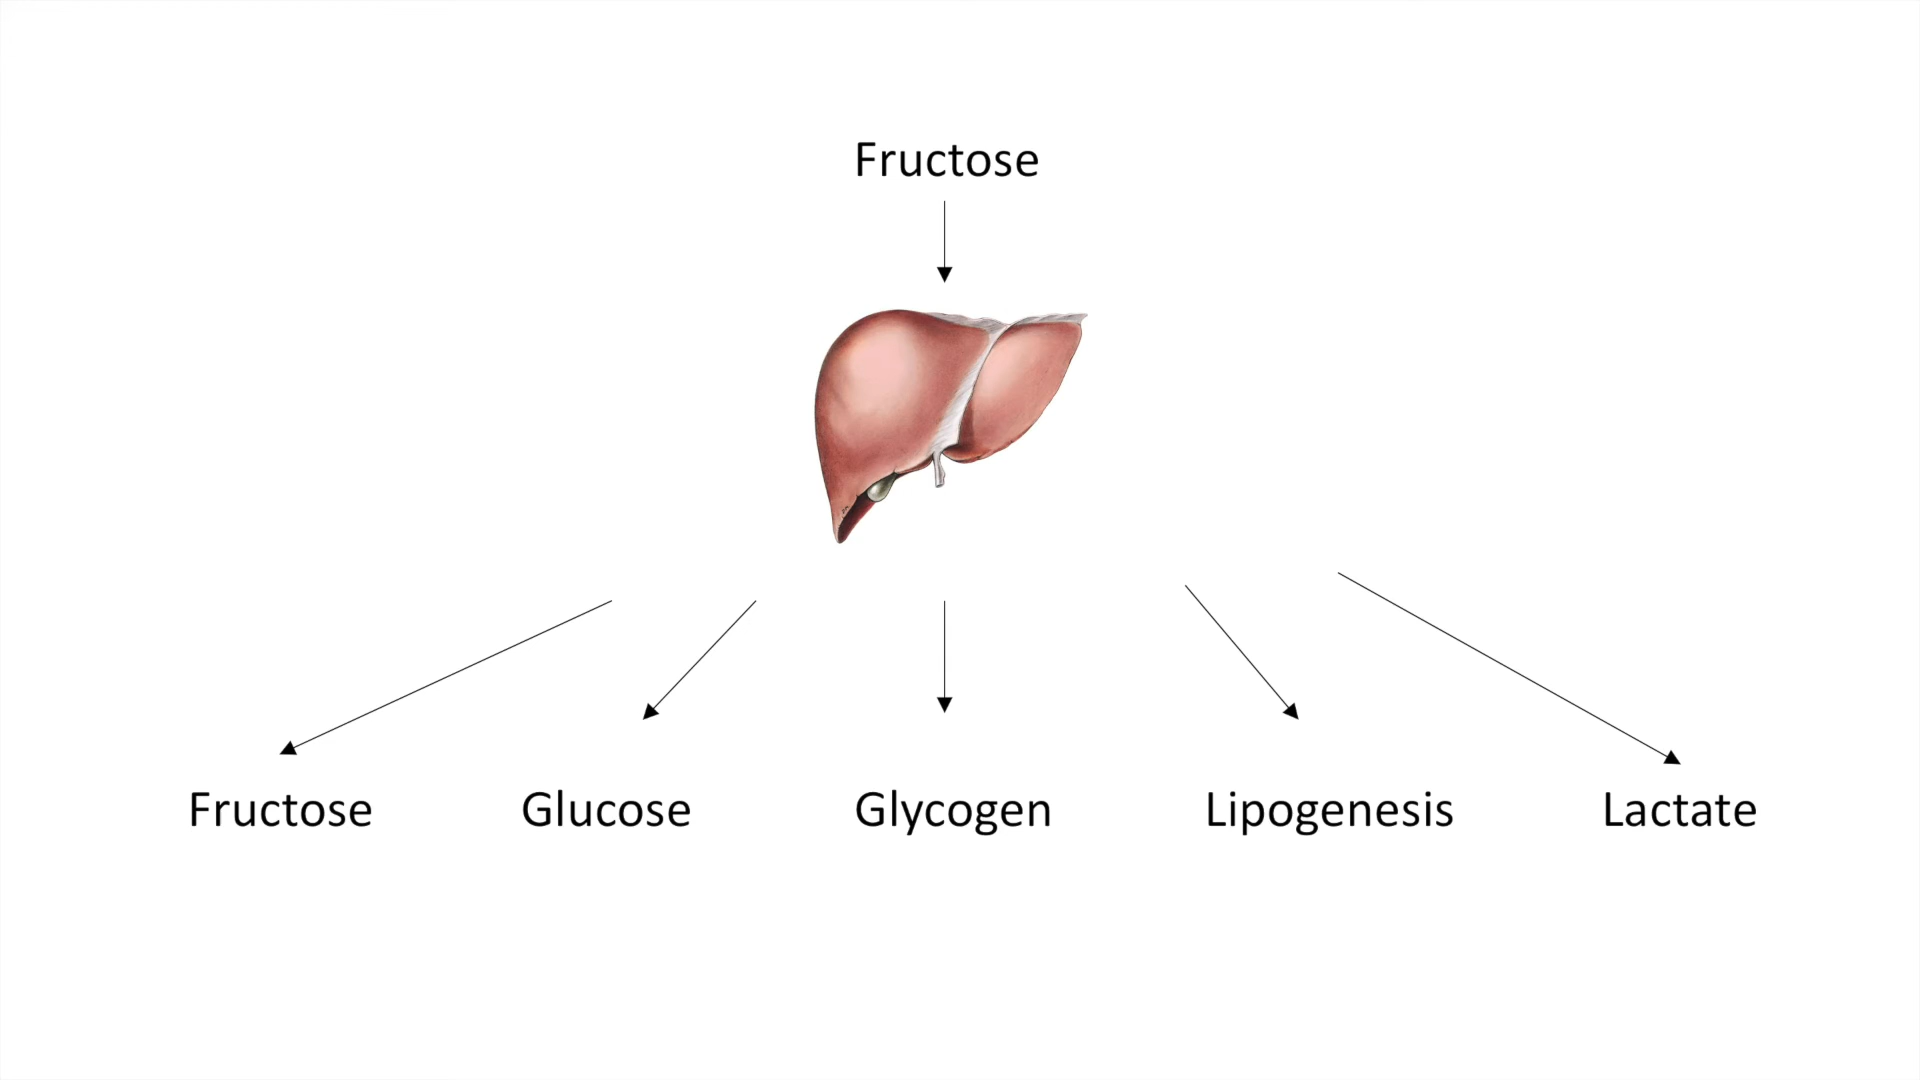 Fructose
Fructose
Glucose
Glycogen
Lipogenesis
Lactate